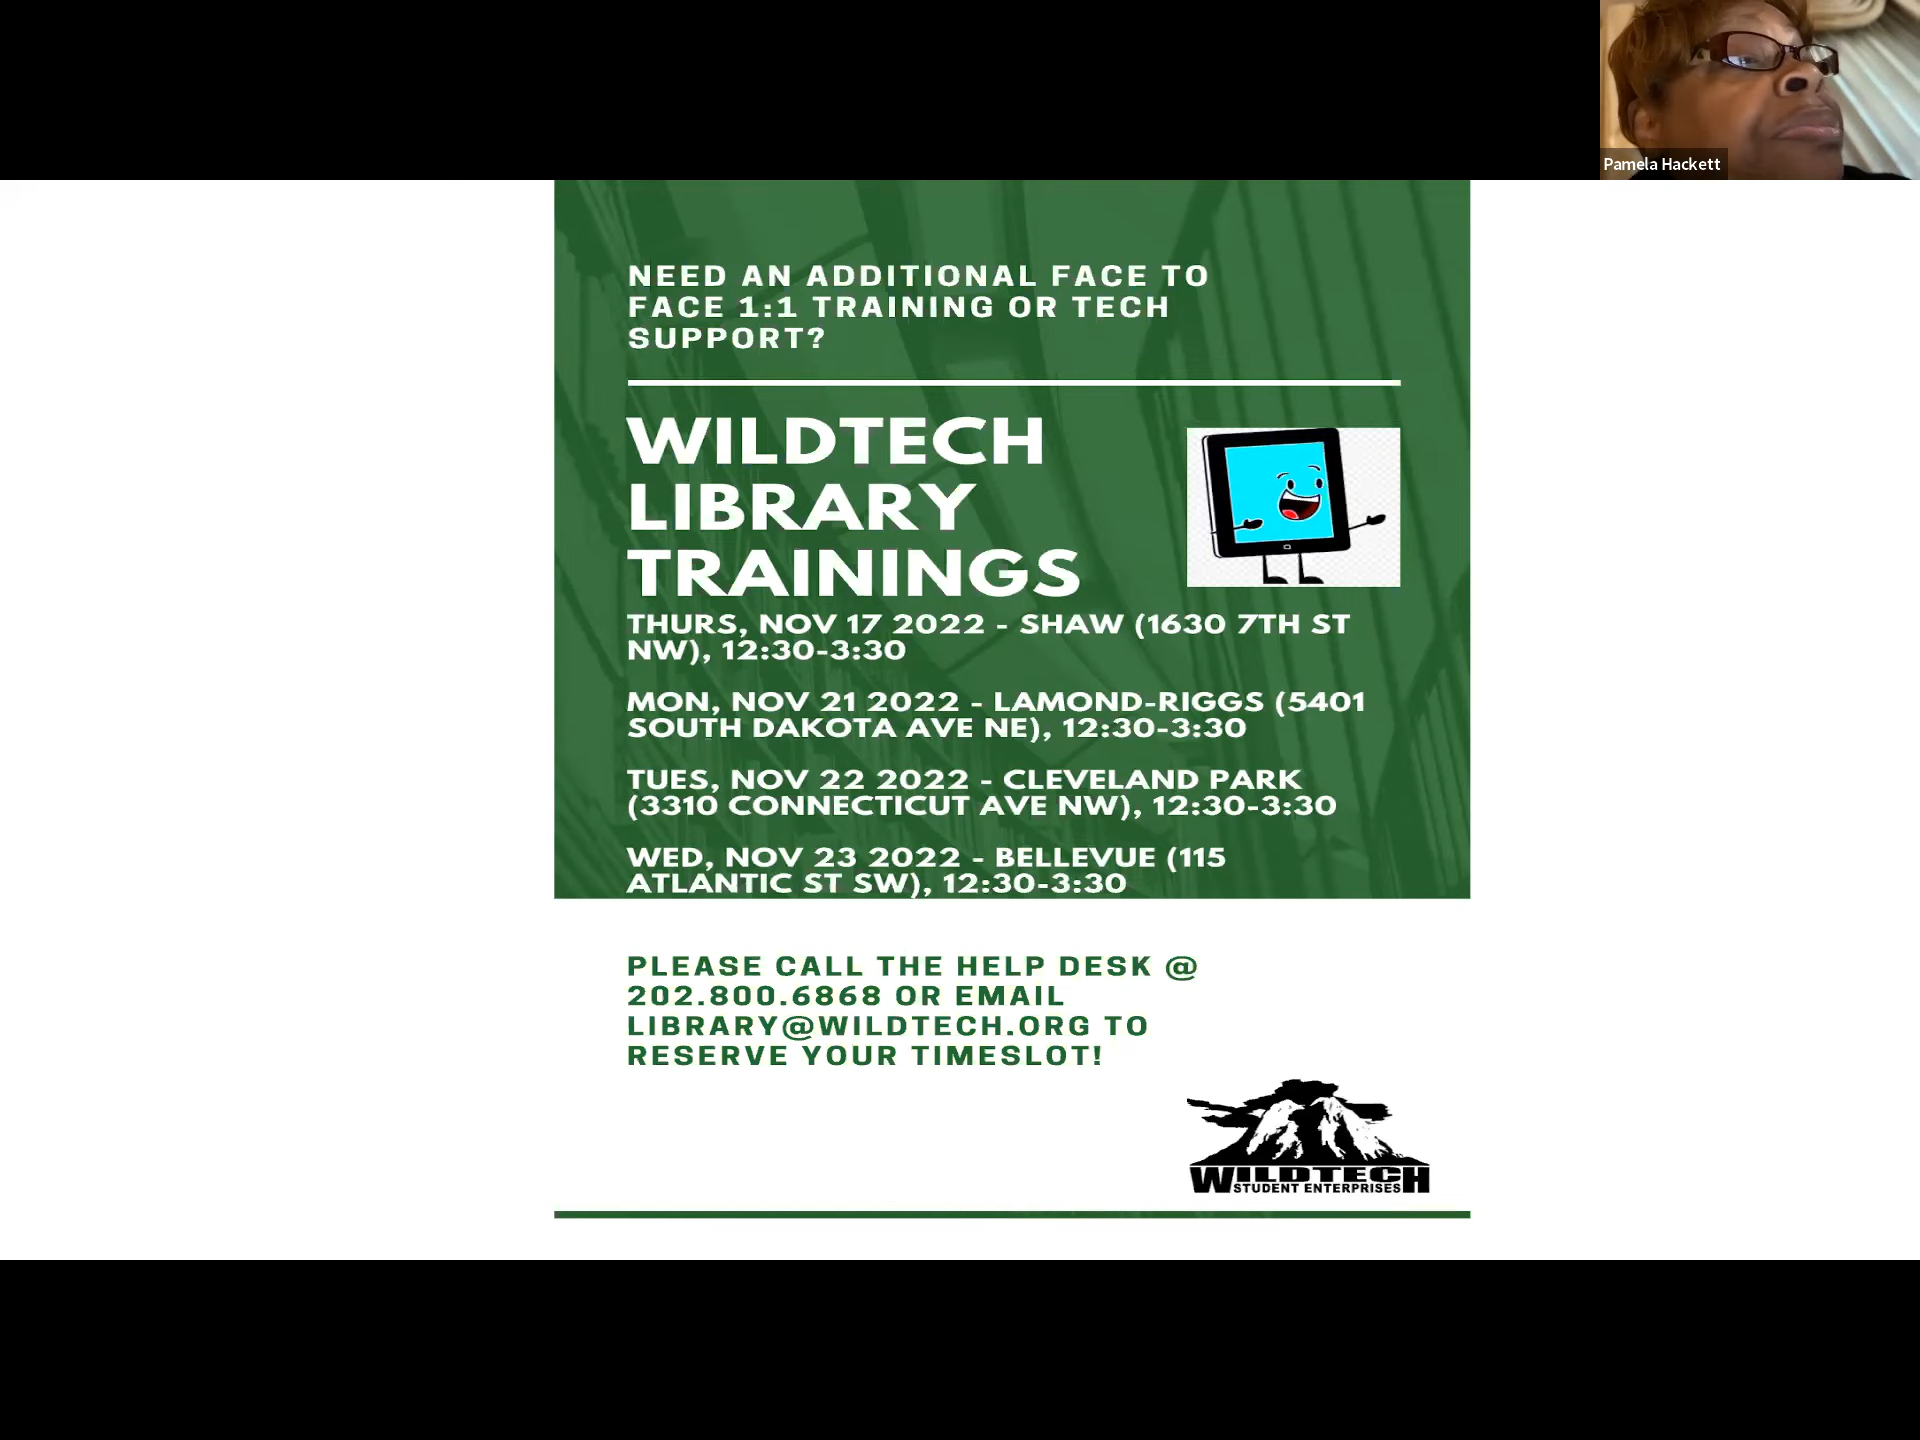 Pamela Hackett
NEED AN ADDITIONAL FACE TO
FACE 1:1 TRAINING OR TECH
SUPPORT?
WILDTECH
LIBRARY
TRAININGS
THURS, NOV 17 2022 - SHAW (1630 7TH ST
NW), 12:30-3:30
MON, NOV 21 2022 - LAMOND-RIGGS (5401
SOUTH DAKOTA AVE NE), 12:30-3:30
TUES, NOV 22 2022 - CLEVELAND PARK
(3310 CONNECTICUT AVE NW), 12:30-3:30
WED, NOV 23 2022 - BELLEVUE (115
ATLANTIC ST SW), 12:30-3:30
PLEASE CALL THE HELP DESK @
202.800.6868 OR EMAIL
LIBRARY@WILDTECH.ORG TO
RESERVE YOUR TIMESLOT!
WILDTECH
STUDENT ENTERPRISES